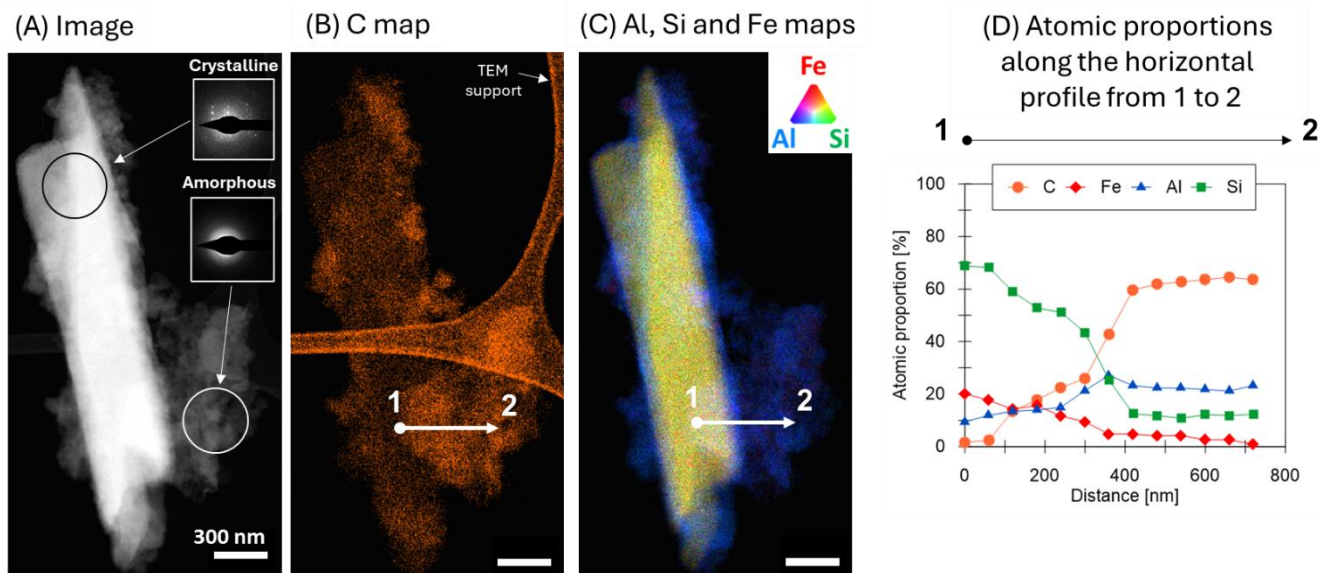 (A) Image
Crystalline
Amorphous
300 nm
(B) C map
TEM
support
1
2
(C) Al, Si and Fe maps
Fe
Al
Si
1
2
(D) Atomic proportions
along the horizontal
profile from 1 to 2
1
2
C
Fe
Al
Si
Atomic proportion [%]
100
80
60
40
20
0
0
200
400
600
800
Distance [nm]